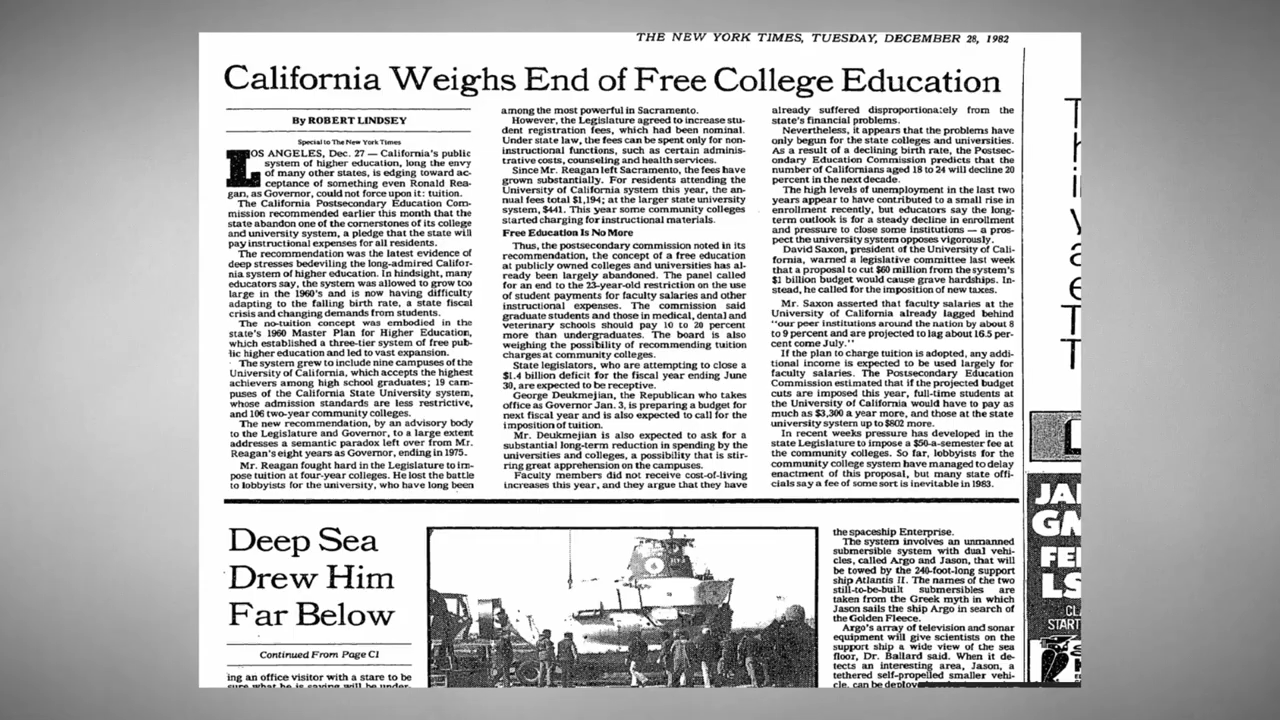 THE NEW YORK TIMES, TUESDAY, DECEMBER 28, 1982
California Weighs End of Free College Education
By ROBERT LINDSEY
Special to The New York Times
LOS ANGELES, Dec. 27 — California's public
system of higher education, long the envy
of many other states, is edging toward ac-
ceptance of something even Ronald Rea-
gan, as Governor, could not force upon it: tuition.
The California Postsecondary Education Com-
mission recommended earlier this month that the
state abandon one of the cornerstones of its college
and university system, a pledge that the state will
pay instructional expenses for all residents.
The recommendation was the latest evidence of
deep stresses bedeviling the long-admired Califor-
nia system of higher education. In hindsight, many
educators say, the system was allowed to grow too
large in the 1960's and is now having difficulty
adapting to the falling birth rate, a state fiscal
crisis and changing demands from students.
The no-tuition concept was embodied in the
state's 1960 Master Plan for Higher Education,
which established a three-tier system of free pub-
lic higher education and led to vast expansion.
The system grew to include nine campuses of the
University of California, which accepts the highest
achievers among high school graduates; 19 cam-
puses of the California State University system,
whose admission standards are less restrictive,
and 106 two-year community colleges.
The new recommendation, by an advisory body
to the Legislature and Governor, to a large extent
addresses a semantic paradox left over from Mr.
Reagan's eight years as Governor, ending in 1975.
Mr. Reagan fought hard in the Legislature to im-
pose tuition at four-year colleges. He lost the battle
to lobbyists for the university, who have long been
among the most powerful in Sacramento.
However, the Legislature agreed to increase stu-
dent registration fees, which had been nominal.
Under state law, the fees can be spent only for non-
instructional functions, such as certain adminis-
trative costs, counseling and health services.
Since Mr. Reagan left Sacramento, the fees have
grown substantially. For residents attending the
University of California system this year, the an-
nual fees total $1,194; at the larger state university
system, $441. This year some community colleges
started charging for instructional materials.
Free Education Is No More
Thus, the postsecondary commission noted in its
recommendation, the concept of a free education
at publicly owned colleges and universities has al-
ready been largely abandoned. The panel called
for an end to the 23-year-old restriction on the use
of student payments for faculty salaries and other
instructional expenses. The commission said
graduate students and those in medical, dental and
veterinary schools should pay 10 to 20 percent
more than undergraduates. The board is also
weighing the possibility of recommending tuition
charges at community colleges.
State legislators, who are attempting to close a
$1.4 billion deficit for the fiscal year ending June
30, are expected to be receptive.
George Deukmejian, the Republican who takes
office as Governor Jan. 3, is preparing a budget for
next fiscal year and is also expected to call for the
imposition of tuition.
Mr. Deukmejian is also expected to ask for a
substantial long-term reduction in spending by the
universities and colleges, a possibility that is stir-
ring great apprehension on the campuses.
Faculty members did not receive cost-of-living
increases this year, and they argue that they have
already suffered disproportionately from the
state's financial problems.
Nevertheless, it appears that the problems have
only begun for the state colleges and universities.
As a result of a declining birth rate, the Postsec-
ondary Education Commission predicts that the
number of Californians aged 18 to 24 will decline 20
percent in the next decade.
The high levels of unemployment in the last two
years appear to have contributed to a small rise in
enrollment recently, but educators say the long-
term outlook is for a steady decline in enrollment
and pressure to close some institutions — a pros-
pect the university system opposes vigorously.
David Saxon, president of the University of Cali-
fornia, warned a legislative committee last week
that a proposal to cut $60 million from the system's
$1 billion budget would cause grave hardships. In-
stead, he called for the imposition of new taxes.
Mr. Saxon asserted that faculty salaries at the
University of California already lagged behind
"our peer institutions around the nation by about 8
to 9 percent and are projected to lag about 16.5 per-
cent come July."
If the plan to charge tuition is adopted, any addi-
tional income is expected to be used largely for
faculty salaries. The Postsecondary Education
Commission estimated that if the projected budget
cuts are imposed this year, full-time students at
the University of California would have to pay as
much as $3,300 a year more, and those at the state
university system up to $802 more.
In recent weeks pressure has developed in the
state Legislature to impose a $50-a-semester fee at
the community colleges. So far, lobbyists for the
community college system have managed to delay
enactment of this proposal, but many state offi-
cials say a fee of some sort is inevitable in 1983.
Deep Sea
Drew Him
Far Below
Continued From Page C1
ing an office visitor with a stare to be
the spaceship Enterprise.
The system involves an unmanned
submersible system with dual vehi-
cles, called Argo and Jason, that will
be towed by the 240-foot-long support
ship Atlantis II. The names of the two
still-to-be-built submersibles are
taken from the Greek myth in which
Jason sails the ship Argo in search of
the Golden Fleece.
Argo's array of television and sonar
equipment will give scientists on the
support ship a wide view of the sea
floor, Dr. Ballard said. When it de-
tects an interesting area, Jason, a
tethered self-propelled smaller vehi-
cle, can be
JA
GM
FE
LS
CL
START